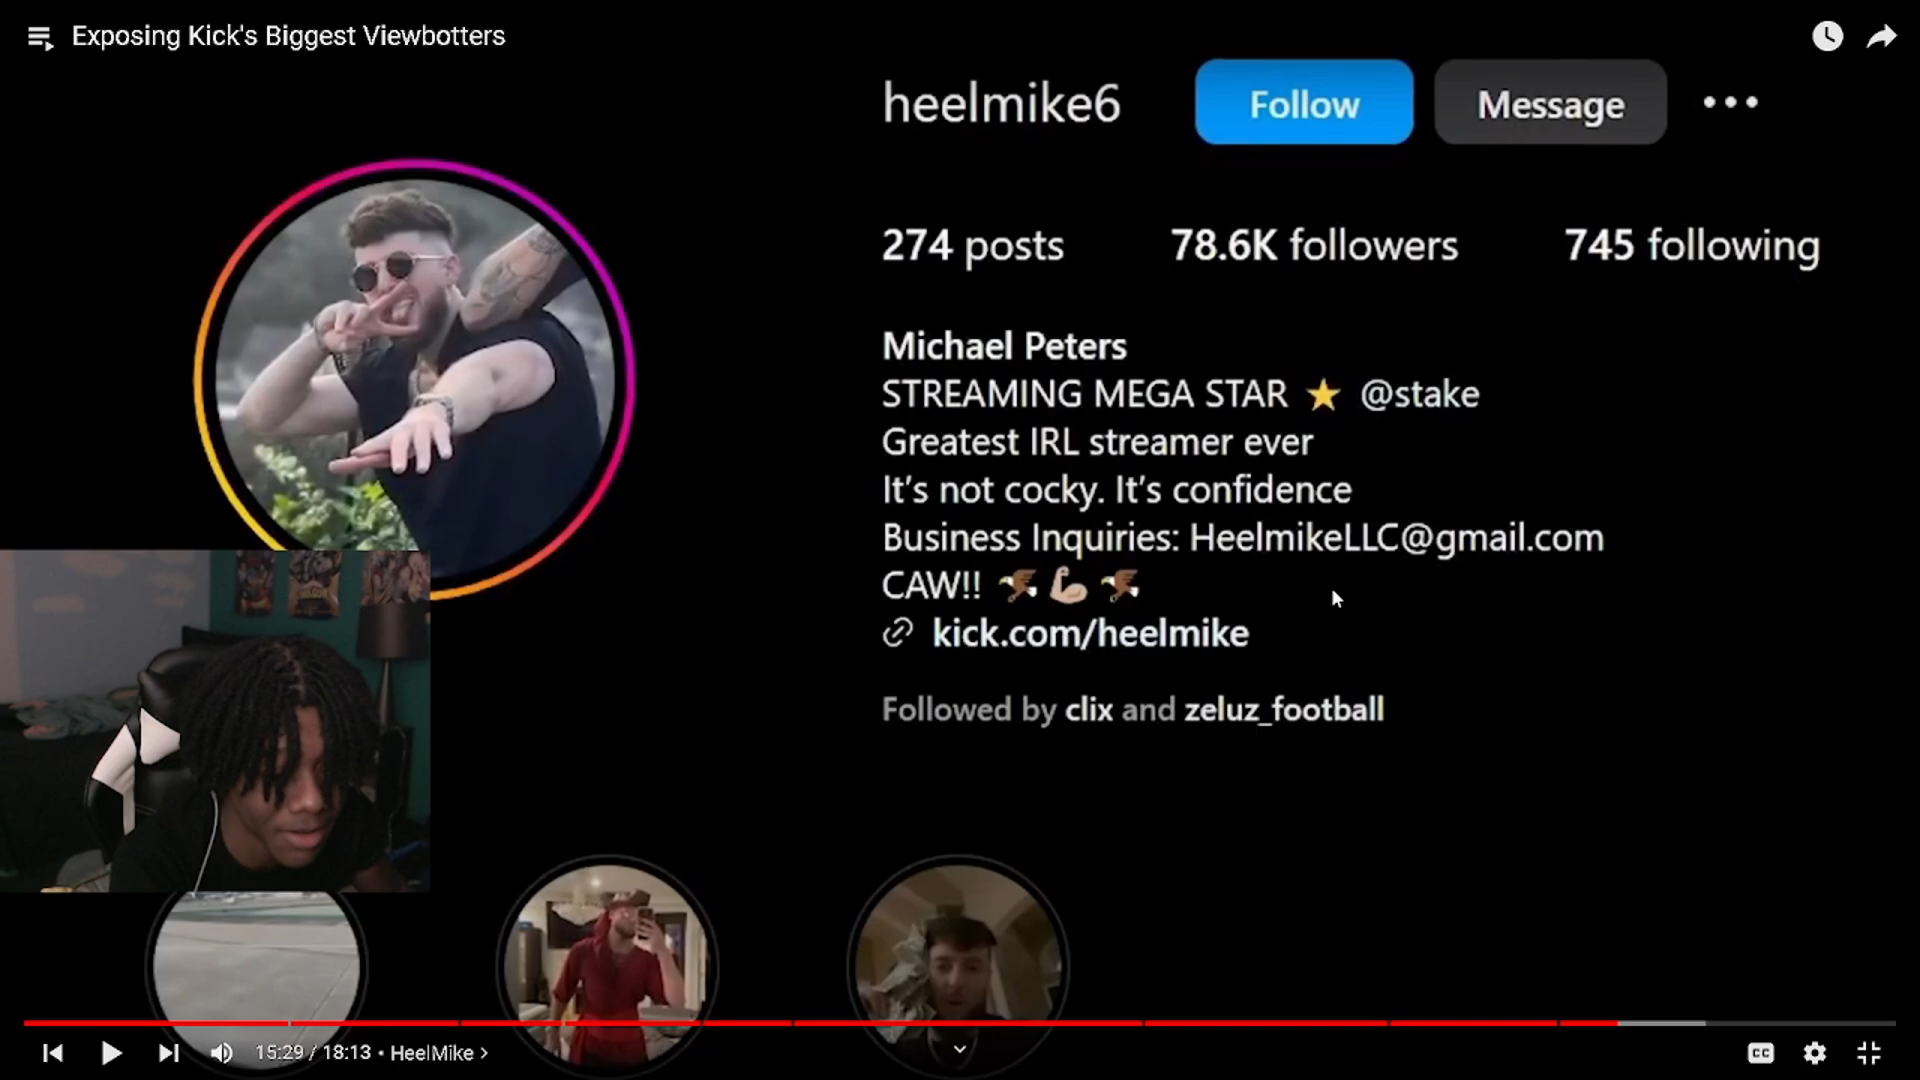 Exposing Kick's Biggest Viewbotters
heelmike6 Follow Message
274 posts 78.6K followers 745 following
Michael Peters
STREAMING MEGA STAR ⭐ @stake
Greatest IRL streamer ever
It's not cocky. It's confidence
Business Inquiries: HeelmikeLLC@gmail.com
CAW!! 🦅💪🏼🦅
kick.com/heelmike
Followed by clix and zeluz_football
15:29 / 18:13 • HeelMike >
CC